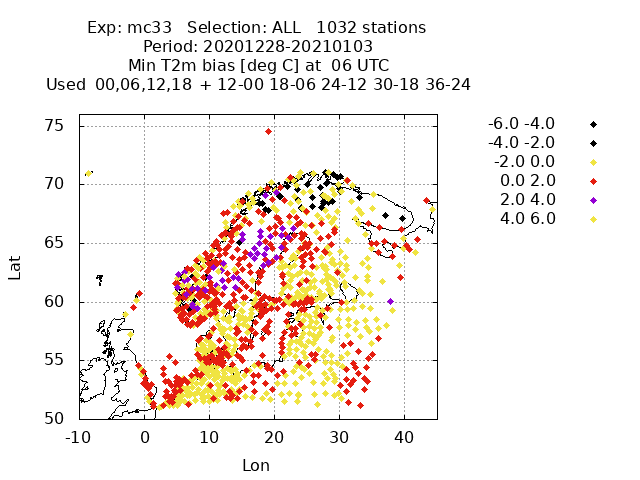 Exp: mc33   Selection: ALL   1032 stations
Period: 20201228-20210103
Min T2m bias [deg C] at  06 UTC
Used  00,06,12,18  + 12-00 18-06 24-12 30-18 36-24
-6.0 -4.0
-4.0 -2.0
-2.0 0.0
0.0 2.0
2.0 4.0
4.0 6.0
75
70
65
60
55
50
Lat
-10 0 10 20 30 40
Lon